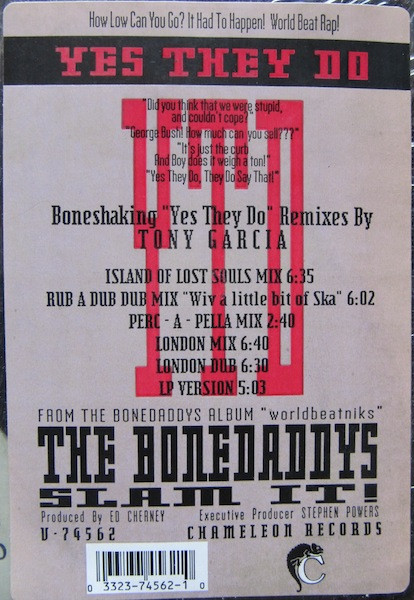 How Low Can You Go? It Had To Happen! World Beat Rap!
YES THEY DO
"Did you think that we were stupid,
and couldn't cope?"
"George Bush! How much can you sell???"
"It's just the curb
And Boy does it weigh a ton!"
"Yes They Do, They Do Say That!"
YTD
Boneshaking "Yes They Do" Remixes By
TONY GARCIA
ISLAND OF LOST SOULS MIX 6:35
RUB A DUB DUB MIX "Wiv a little bit of Ska" 6:02
PERC - A - PELLA MIX 2:40
LONDON MIX 6:40
LONDON DUB 6:30
LP VERSION 5:03
FROM THE BONEDADDYS ALBUM "worldbeatniks"
THE BONEDADDYS
SLAM IT!
Produced By ED CHERNEY Executive Producer STEPHEN POWERS
V-74562 CHAMELEON RECORDS
0 3323-74562-1 0
C